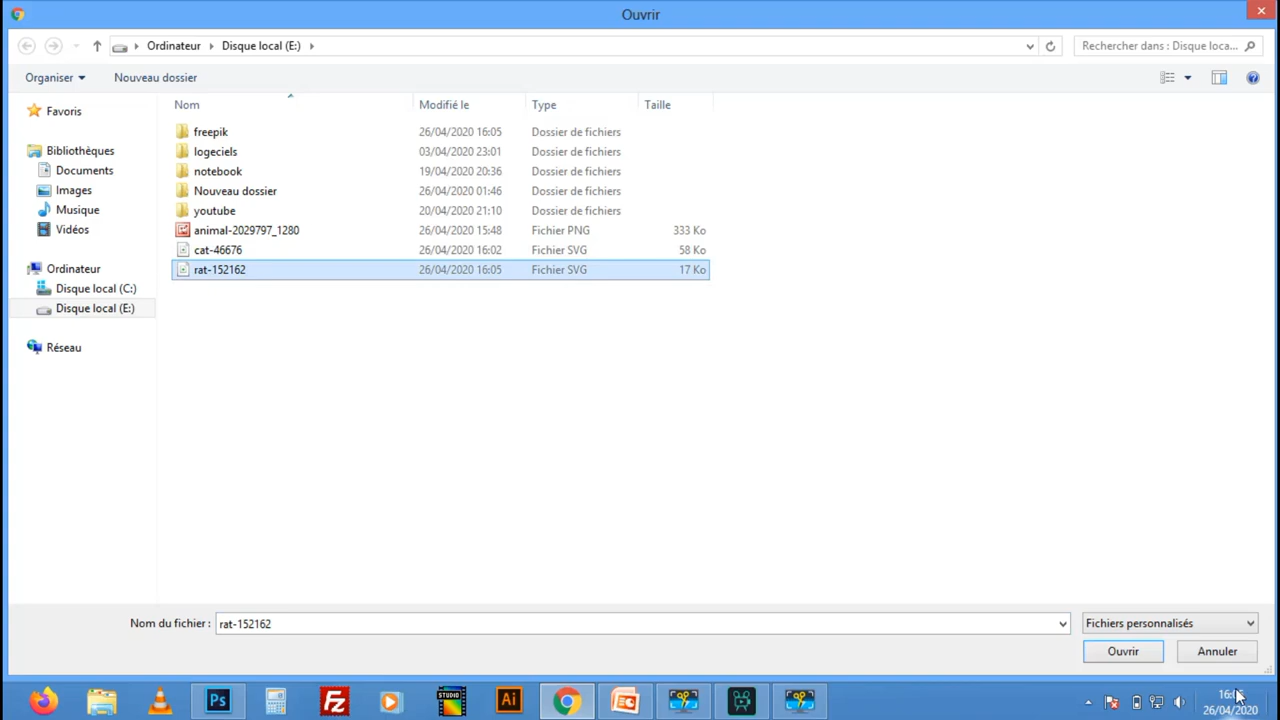 Ouvrir
Ordinateur Disque local (E:)
Rechercher dans : Disque loca...
Organiser Nouveau dossier
Nom Modifié le Type Taille
Favoris
Bibliothèques
Documents
Images
Musique
Vidéos
Ordinateur
Disque local (C:)
Disque local (E:)
Réseau
freepik 26/04/2020 16:05 Dossier de fichiers
logeciels 03/04/2020 23:01 Dossier de fichiers
notebook 19/04/2020 20:36 Dossier de fichiers
Nouveau dossier 26/04/2020 01:46 Dossier de fichiers
youtube 20/04/2020 21:10 Dossier de fichiers
animal-2029797_1280 26/04/2020 15:48 Fichier PNG 333 Ko
cat-46676 26/04/2020 16:02 Fichier SVG 58 Ko
rat-152162 26/04/2020 16:05 Fichier SVG 17 Ko
Nom du fichier : rat-152162 Fichiers personnalisés
Ouvrir Annuler
Ps Fz STUDIO Ai
26/04/2020